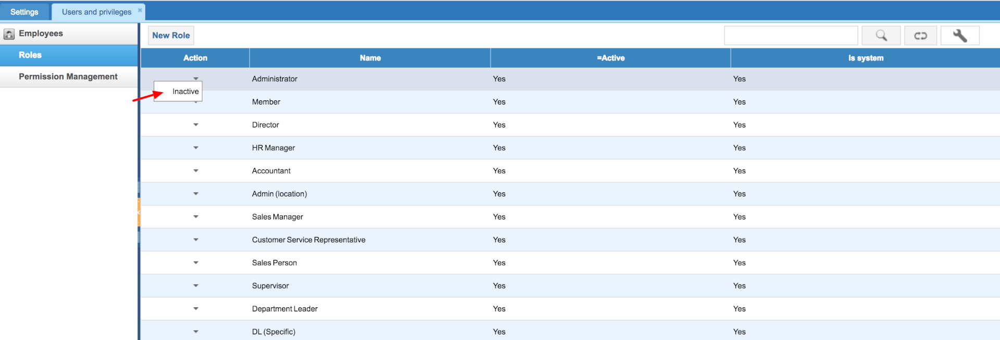 Settings
Users and privileges
Employees
Roles
Permission Management
New Role
Action Name =Active Is system
Administrator Yes Yes
Inactive
Member Yes Yes
Director Yes Yes
HR Manager Yes Yes
Accountant Yes Yes
Admin (location) Yes Yes
Sales Manager Yes Yes
Customer Service Representative Yes Yes
Sales Person Yes Yes
Supervisor Yes Yes
Department Leader Yes Yes
DL (Specific) Yes Yes